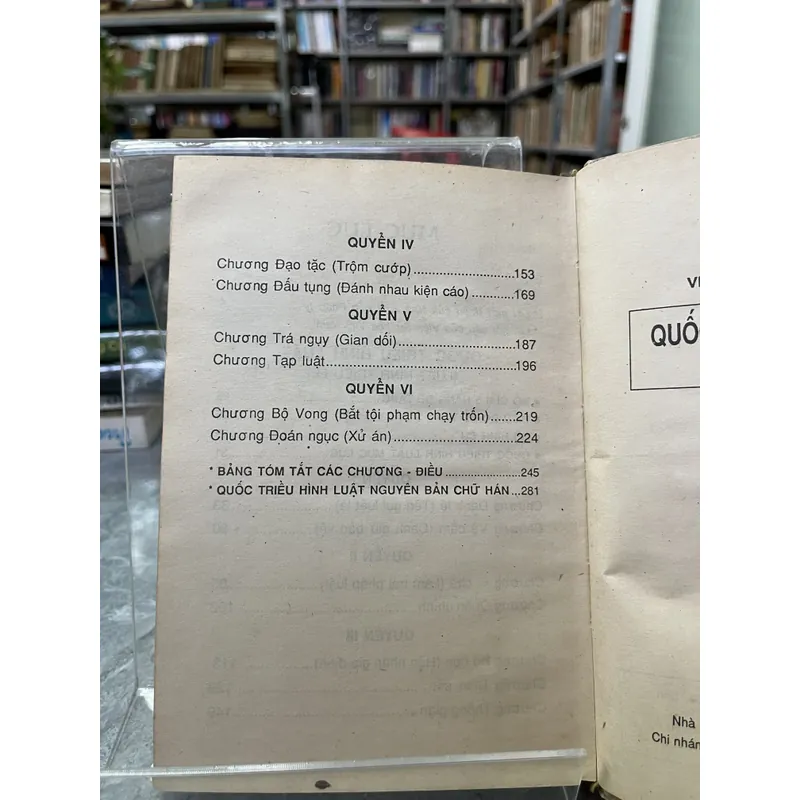 QUYỂN IV
Chương Đạo tặc (Trộm cướp)..................153
Chương Đấu tụng (Đánh nhau kiện cáo)........169
QUYỂN V
Chương Trá ngụy (Gian dối)..................187
Chương Tạp luật.............................196
QUYỂN VI
Chương Bộ Vong (Bắt tội phạm chạy trốn).....219
Chương Đoán ngục (Xử án)....................224
* BẢNG TÓM TẮT CÁC CHƯƠNG - ĐIỀU............245
* QUỐC TRIỀU HÌNH LUẬT NGUYÊN BẢN CHỮ HÁN...281
Nhà
Chi nhán